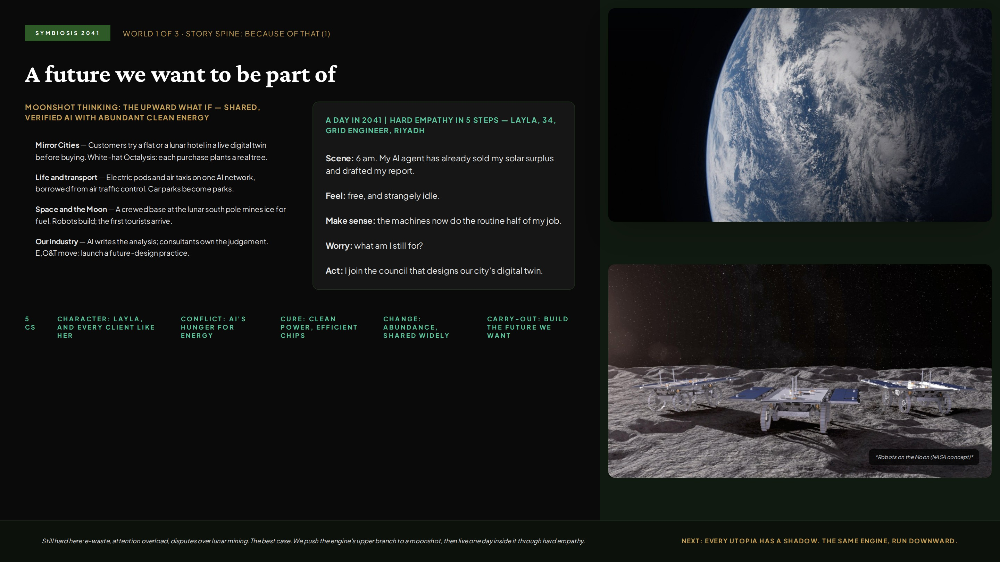 SYMBIOSIS 2041
WORLD 1 OF 3 · STORY SPINE: BECAUSE OF THAT (1)
A future we want to be part of
MOONSHOT THINKING: THE UPWARD WHAT IF — SHARED,
VERIFIED AI WITH ABUNDANT CLEAN ENERGY
Mirror Cities — Customers try a flat or a lunar hotel in a live digital twin
before buying. White-hat Octalysis: each purchase plants a real tree.
Life and transport — Electric pods and air taxis on one AI network,
borrowed from air traffic control. Car parks become parks.
Space and the Moon — A crewed base at the lunar south pole mines ice for
fuel. Robots build; the first tourists arrive.
Our industry — AI writes the analysis; consultants own the judgement.
E,O&T move: launch a future-design practice.
A DAY IN 2041 | HARD EMPATHY IN 5 STEPS — LAYLA, 34,
GRID ENGINEER, RIYADH
Scene: 6 am. My AI agent has already sold my solar surplus
and drafted my report.
Feel: free, and strangely idle.
Make sense: the machines now do the routine half of my job.
Worry: what am I still for?
Act: I join the council that designs our city's digital twin.
5
CS
CHARACTER: LAYLA,
AND EVERY CLIENT LIKE
HER
CONFLICT: AI'S
HUNGER FOR
ENERGY
CURE: CLEAN
POWER, EFFICIENT
CHIPS
CHANGE:
ABUNDANCE,
SHARED WIDELY
CARRY-OUT: BUILD
THE FUTURE WE
WANT
*Robots on the Moon (NASA concept)*
Still hard here: e-waste, attention overload, disputes over lunar mining. The best case. We push the engine's upper branch to a moonshot, then live one day inside it through hard empathy.
NEXT: EVERY UTOPIA HAS A SHADOW. THE SAME ENGINE, RUN DOWNWARD.